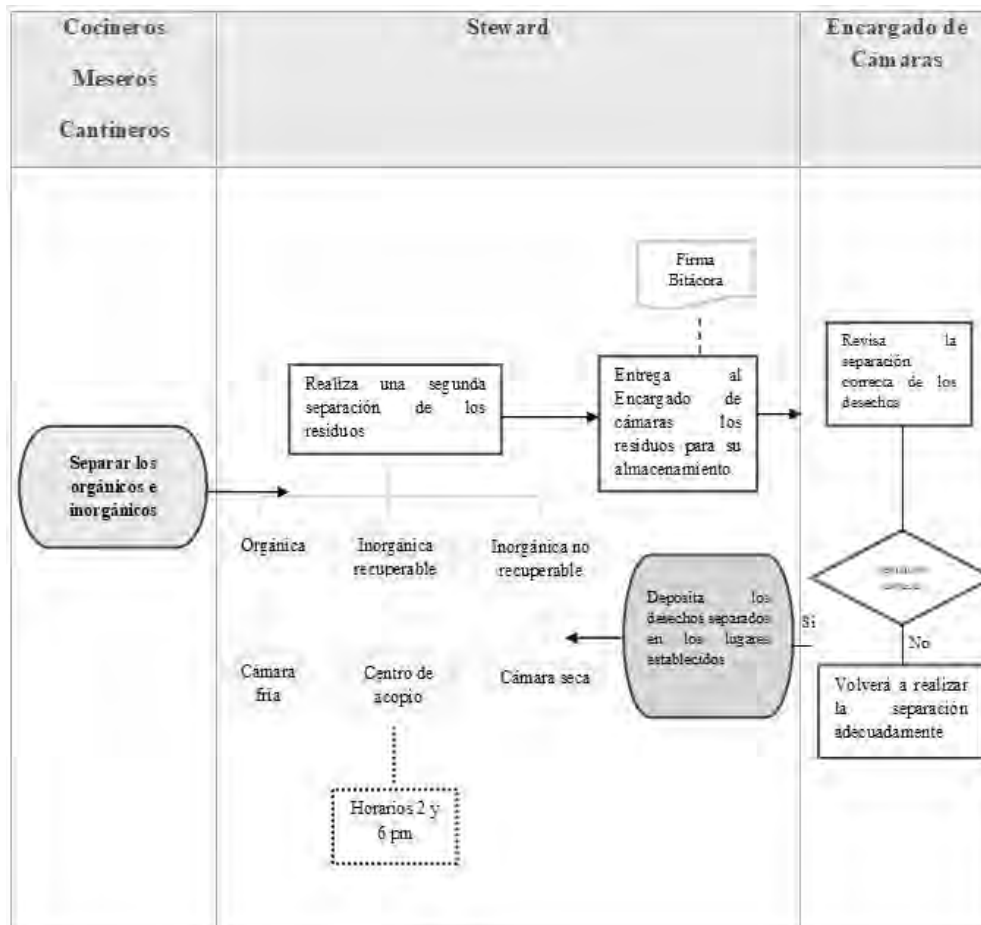 Cocineros
Meseros
Cantineros
Steward
Encargado de
Cámaras
Firma
Bitácora
Revisa la
separación
correcta de los
desechos
Realiza una segunda
separación de los
residuos
Entrega al
Encargado de
cámaras los
residuos para su
almacenamiento
Separar los
orgánicos e
inorgánicos
Orgánica
Inorgánica
recuperable
Inorgánica no
recuperable
Deposita los
desechos separados
en los lugares
establecidos
Si
No
Cámara
fría
Centro de
acopio
Cámara seca
Volverá a realizar
la separación
adecuadamente
Horarios 2 y
6 pm